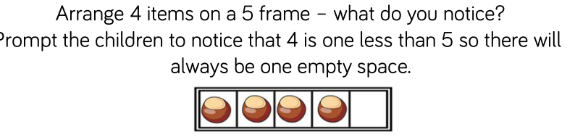 Arrange 4 items on a 5 frame – what do you notice?
Prompt the children to notice that 4 is one less than 5 so there will
always be one empty space.